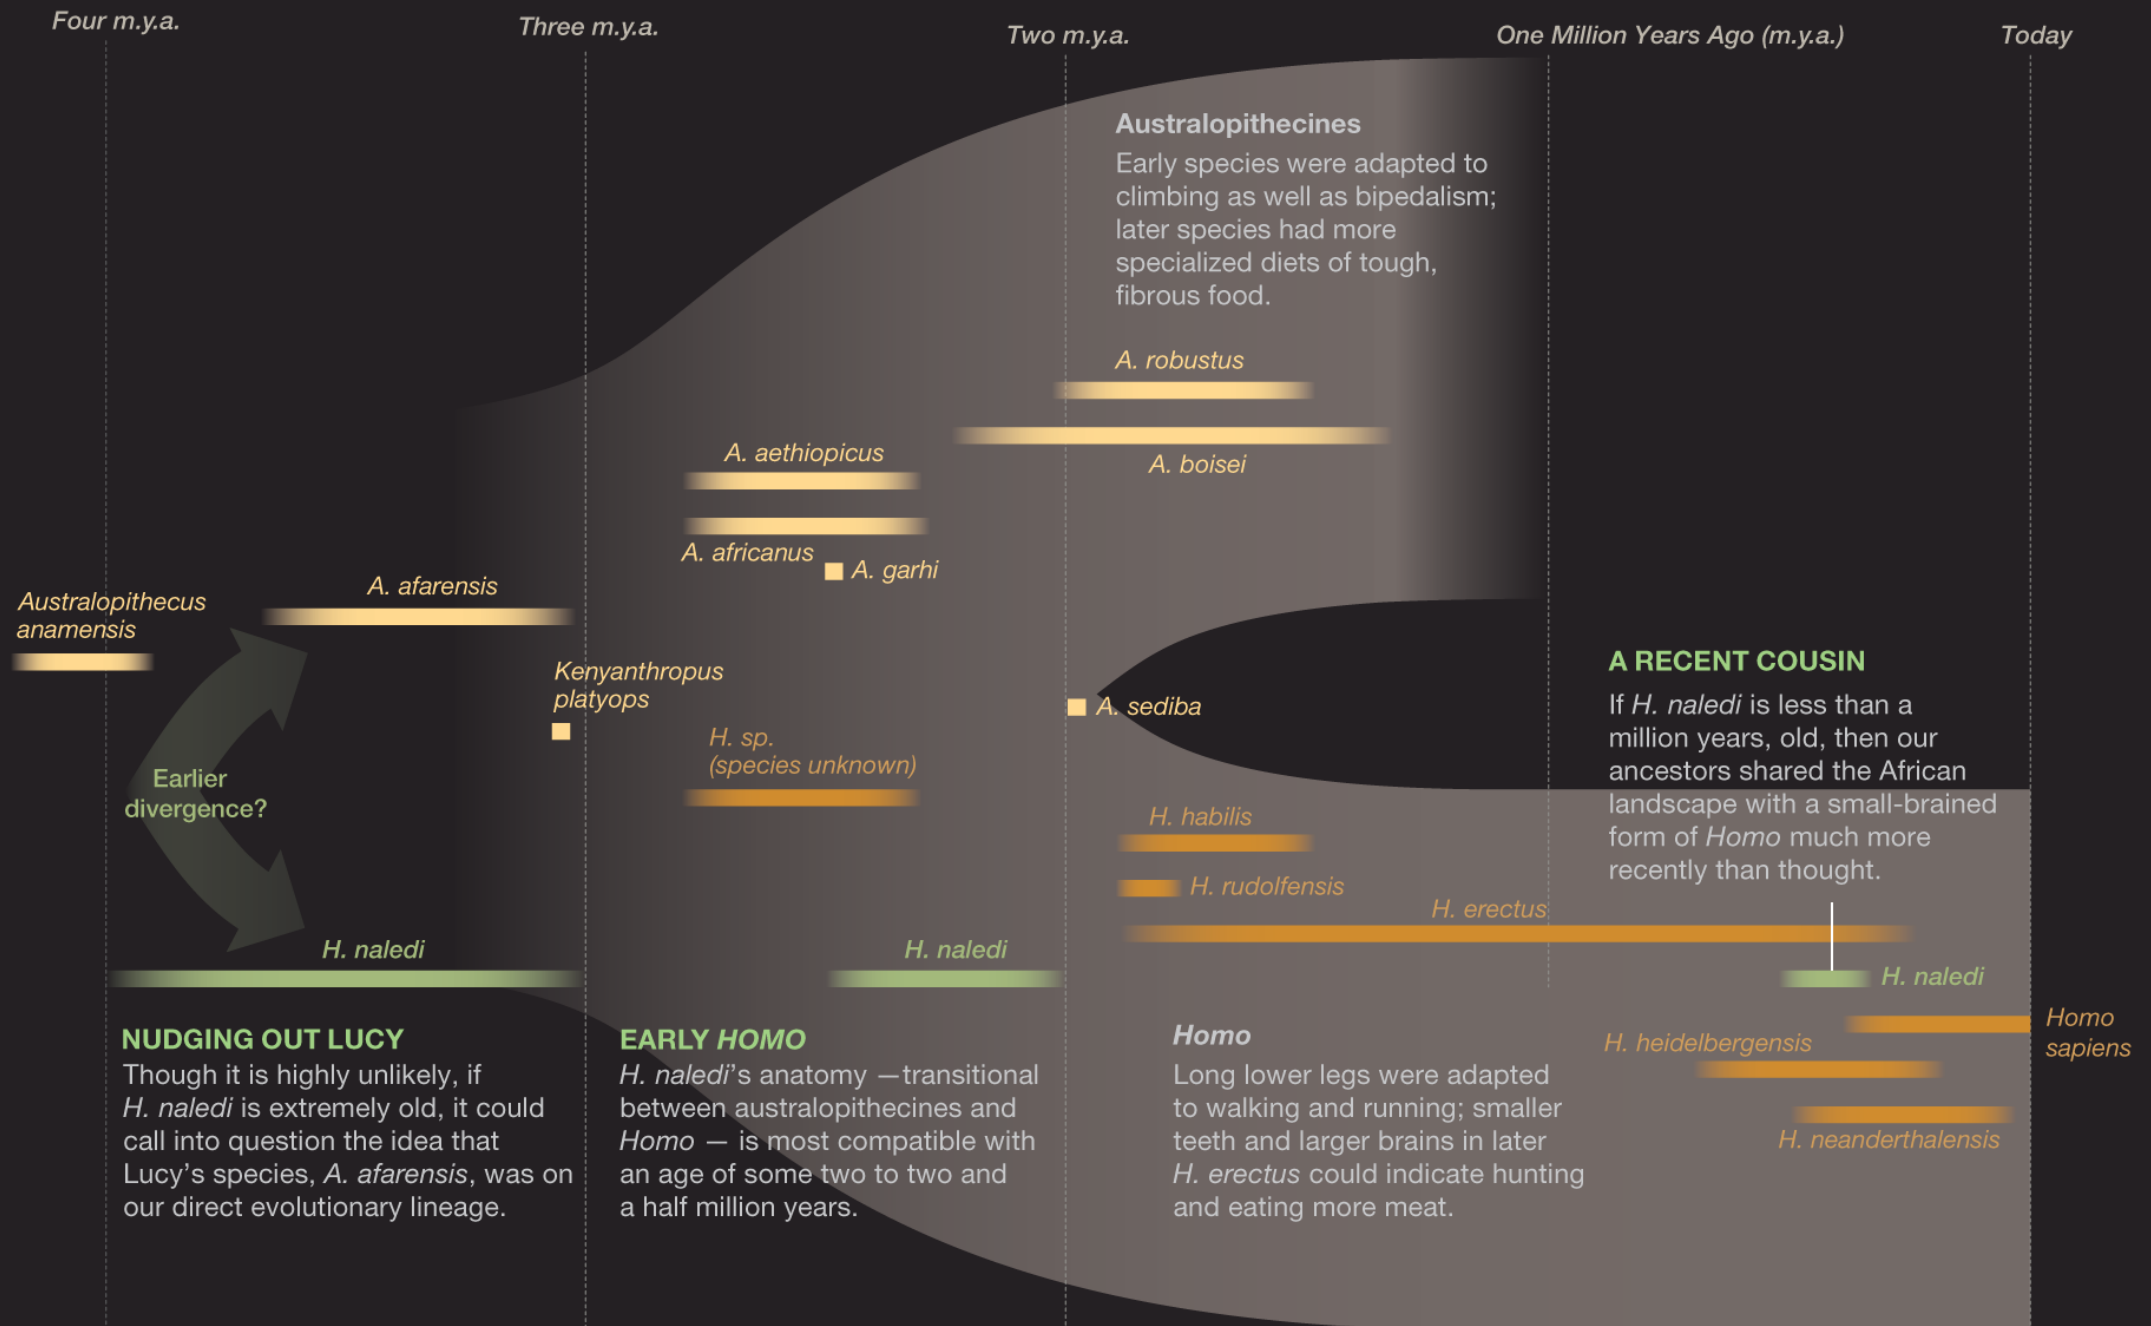 Four m.y.a.
Three m.y.a.
Two m.y.a.
One Million Years Ago (m.y.a.)
Today
Australopithecines
Early species were adapted to
climbing as well as bipedalism;
later species had more
specialized diets of tough,
fibrous food.
A. robustus
A. boisei
A. aethiopicus
A. africanus
A. garhi
A. afarensis
Australopithecus
anamensis
Kenyanthropus
platyops
A. sediba
H. sp.
(species unknown)
Earlier
divergence?
A RECENT COUSIN
If H. naledi is less than a
million years, old, then our
ancestors shared the African
landscape with a small-brained
form of Homo much more
recently than thought.
H. habilis
H. rudolfensis
H. erectus
H. naledi
H. naledi
H. naledi
Homo
sapiens
H. heidelbergensis
H. neanderthalensis
NUDGING OUT LUCY
Though it is highly unlikely, if
H. naledi is extremely old, it could
call into question the idea that
Lucy’s species, A. afarensis, was on
our direct evolutionary lineage.
EARLY HOMO
H. naledi’s anatomy —transitional
between australopithecines and
Homo — is most compatible with
an age of some two to two and
a half million years.
Homo
Long lower legs were adapted
to walking and running; smaller
teeth and larger brains in later
H. erectus could indicate hunting
and eating more meat.